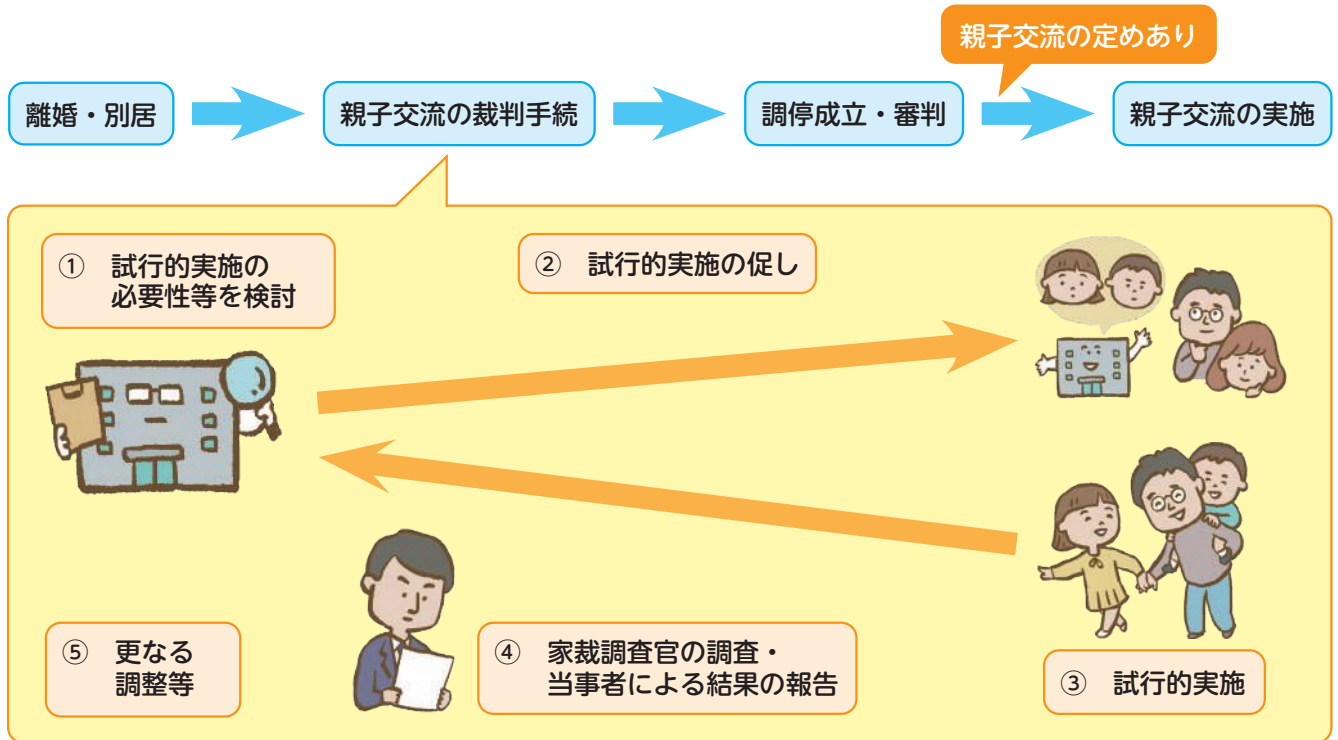 親子交流の定めあり
離婚・別居
親子交流の裁判手続
調停成立・審判
親子交流の実施
① 試行的実施の
必要性等を検討
② 試行的実施の促し
③ 試行的実施
④ 家裁調査官の調査・
当事者による結果の報告
⑤ 更なる
調整等